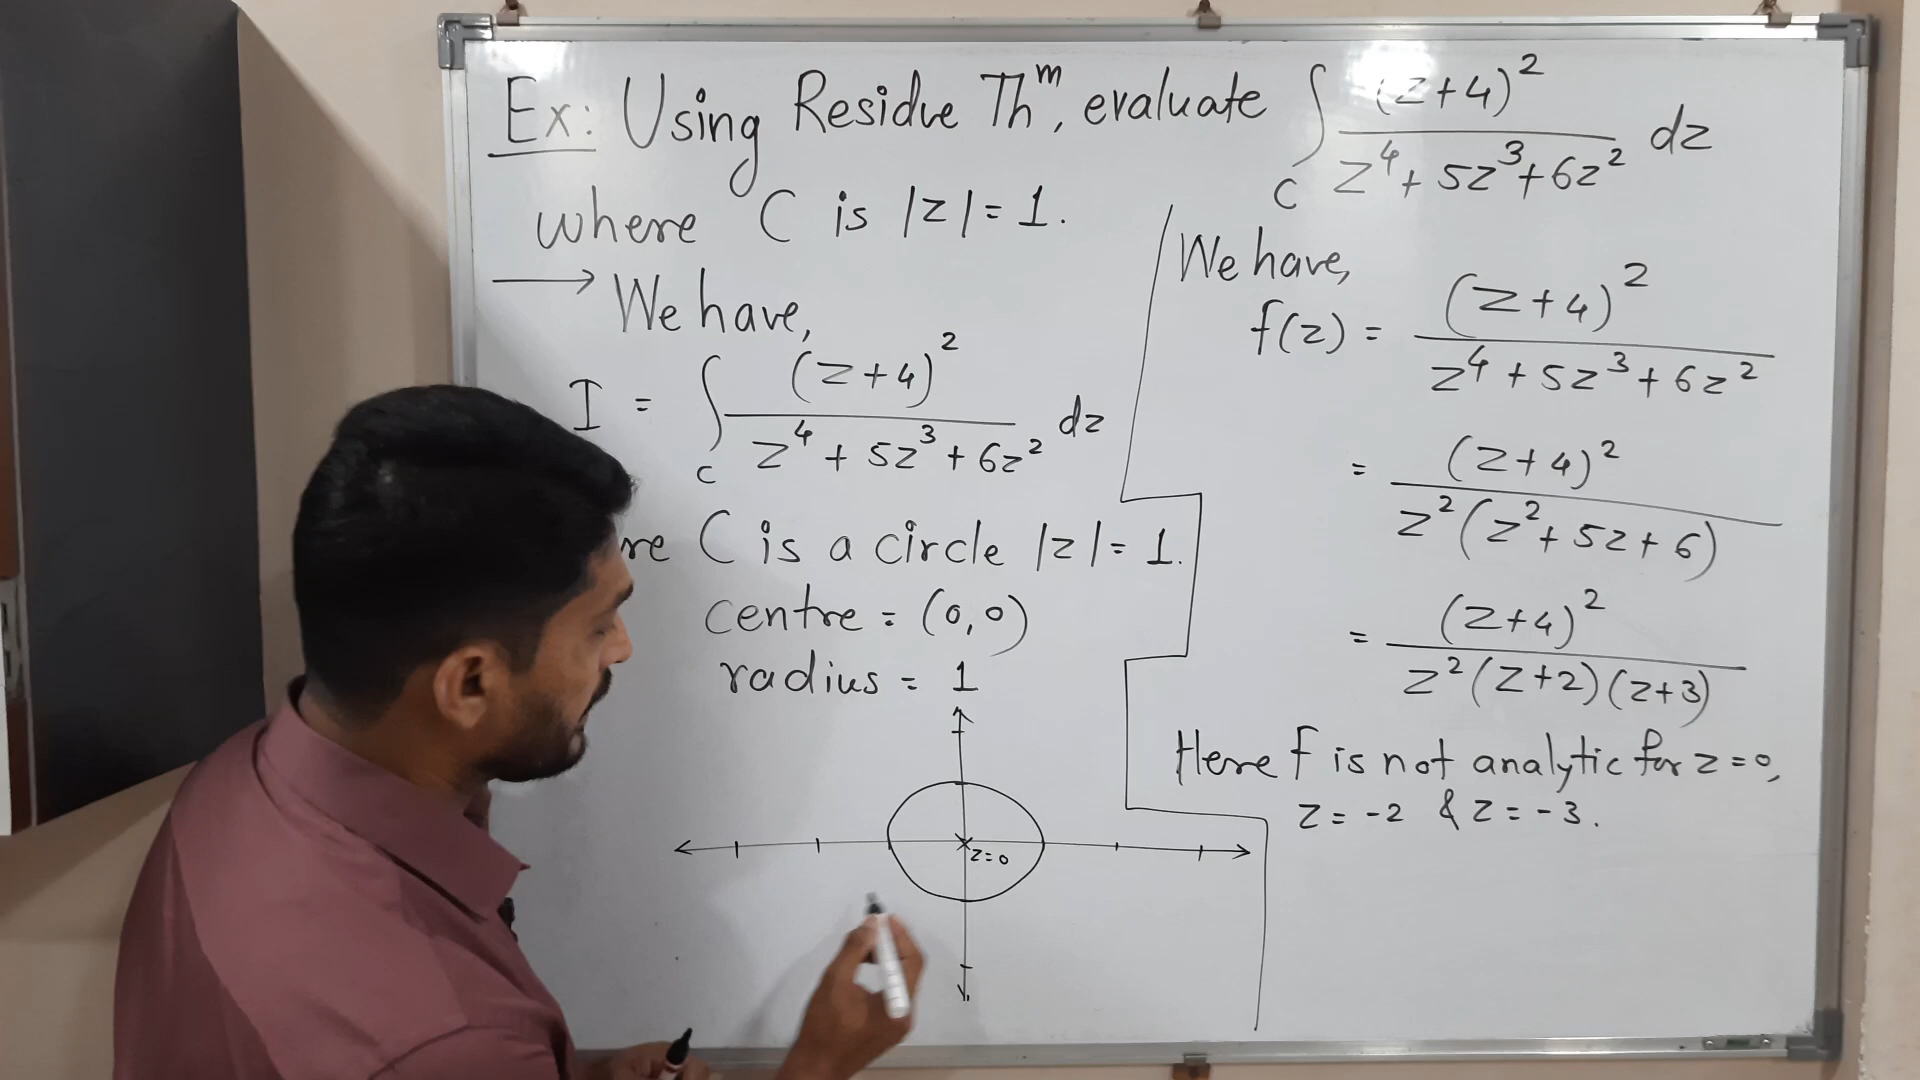 Ex: Using Residue Thᵐ, evaluate ∫_C (z+4)² / (z⁴ + 5z³ + 6z²) dz
where C is |z| = 1.
→ We have,
I = ∫_C (z+4)² / (z⁴ + 5z³ + 6z²) dz
re C is a circle |z| = 1.
centre = (0,0)
radius = 1
z=0
We have,
f(z) = (z+4)² / (z⁴ + 5z³ + 6z²)
= (z+4)² / (z²(z² + 5z + 6))
= (z+4)² / (z²(z+2)(z+3))
Here f is not analytic for z=0,
z = -2 & z = -3.